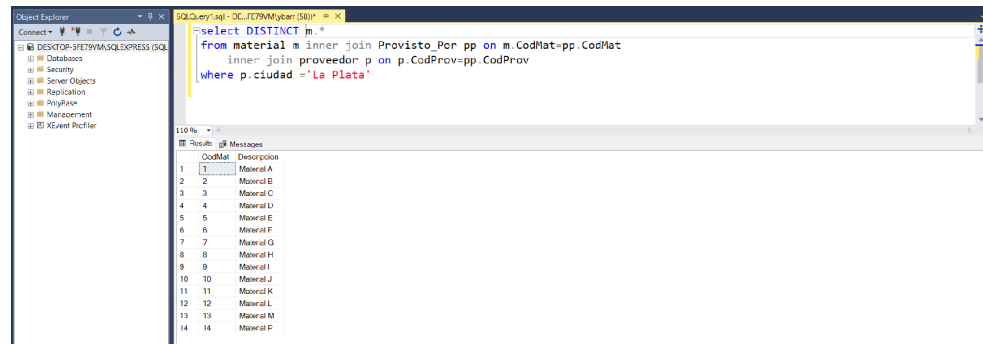 Object Explorer
SQLQuery1.sql - DE...FE79VM\ybarr (58))*
Connect
DESKTOP-5FE79VM\SQLEXPRESS (SQL
Databases
Security
Server Objects
Replication
PolyBase
Management
XEvent Profiler
select DISTINCT m.*
from material m inner join Provisto_Por pp on m.CodMat=pp.CodMat
inner join proveedor p on p.CodProv=pp.CodProv
where p.ciudad ='La Plata'
110 %
Results Messages
CodMat Descripcion
1 1 Material A
2 2 Material B
3 3 Material C
4 4 Material D
5 5 Material E
6 6 Material F
7 7 Material G
8 8 Material H
9 9 Material I
10 10 Material J
11 11 Material K
12 12 Material L
13 13 Material M
14 14 Material P